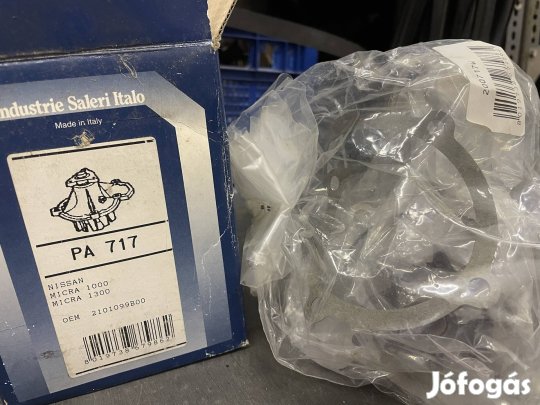 Industrie Saleri Italo
Made in Italy
PA 717
NISSAN
MICRA 1000
MICRA 1300
OEM 2101099B00
Jófogás